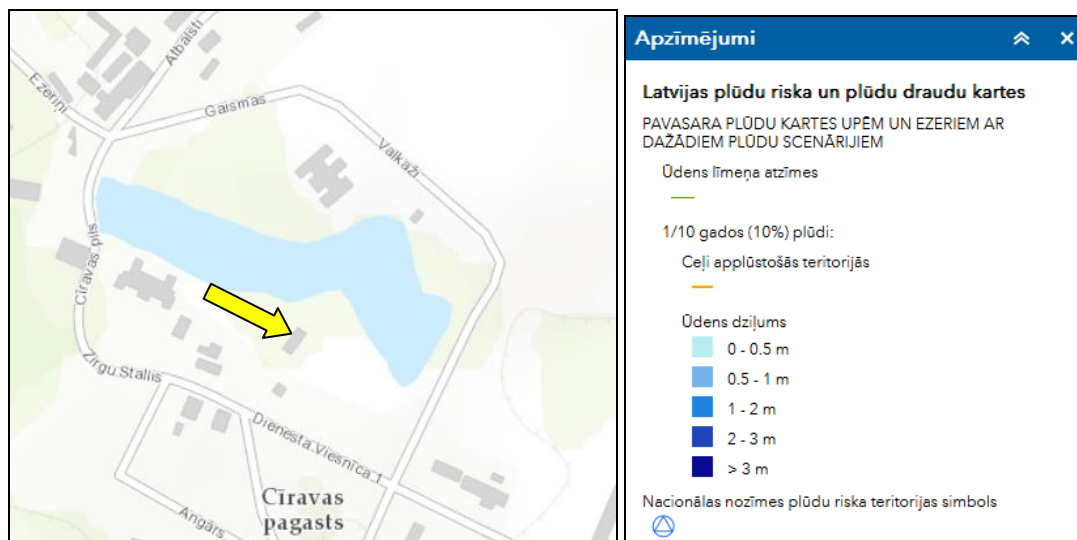 Atbalsti
Ezeriņi
Gaismas
Valkaži
Cīravas pils
Zirgu Stallis
Dienesta Viesnīca 1
Cīravas
pagasts
Angārs
Apzīmējumi
Latvijas plūdu riska un plūdu draudu kartes
PAVASARA PLŪDU KARTES UPĒM UN EZERIEM AR
DAŽĀDIEM PLŪDU SCENĀRIJIEM
Ūdens līmeņa atzīmes
1/10 gados (10%) plūdi:
Ceļi applūstošās teritorijās
Ūdens dziļums
0 - 0.5 m
0.5 - 1 m
1 - 2 m
2 - 3 m
> 3 m
Nacionālas nozīmes plūdu riska teritorijas simbols